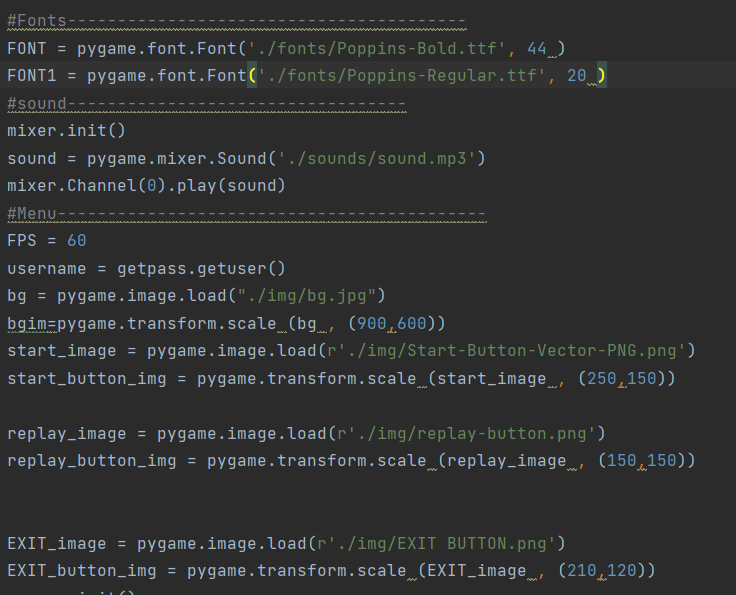 #Fonts----------------------------------------
FONT = pygame.font.Font('./fonts/Poppins-Bold.ttf', 44 )
FONT1 = pygame.font.Font('./fonts/Poppins-Regular.ttf', 20 )
#sound----------------------------------
mixer.init()
sound = pygame.mixer.Sound('./sounds/sound.mp3')
mixer.Channel(0).play(sound)
#Menu-------------------------------------------
FPS = 60
username = getpass.getuser()
bg = pygame.image.load("./img/bg.jpg")
bgim=pygame.transform.scale (bg , (900,600))
start_image = pygame.image.load(r'./img/Start-Button-Vector-PNG.png')
start_button_img = pygame.transform.scale (start_image , (250,150))
replay_image = pygame.image.load(r'./img/replay-button.png')
replay_button_img = pygame.transform.scale (replay_image , (150,150))
EXIT_image = pygame.image.load(r'./img/EXIT BUTTON.png')
EXIT_button_img = pygame.transform.scale (EXIT_image , (210,120))